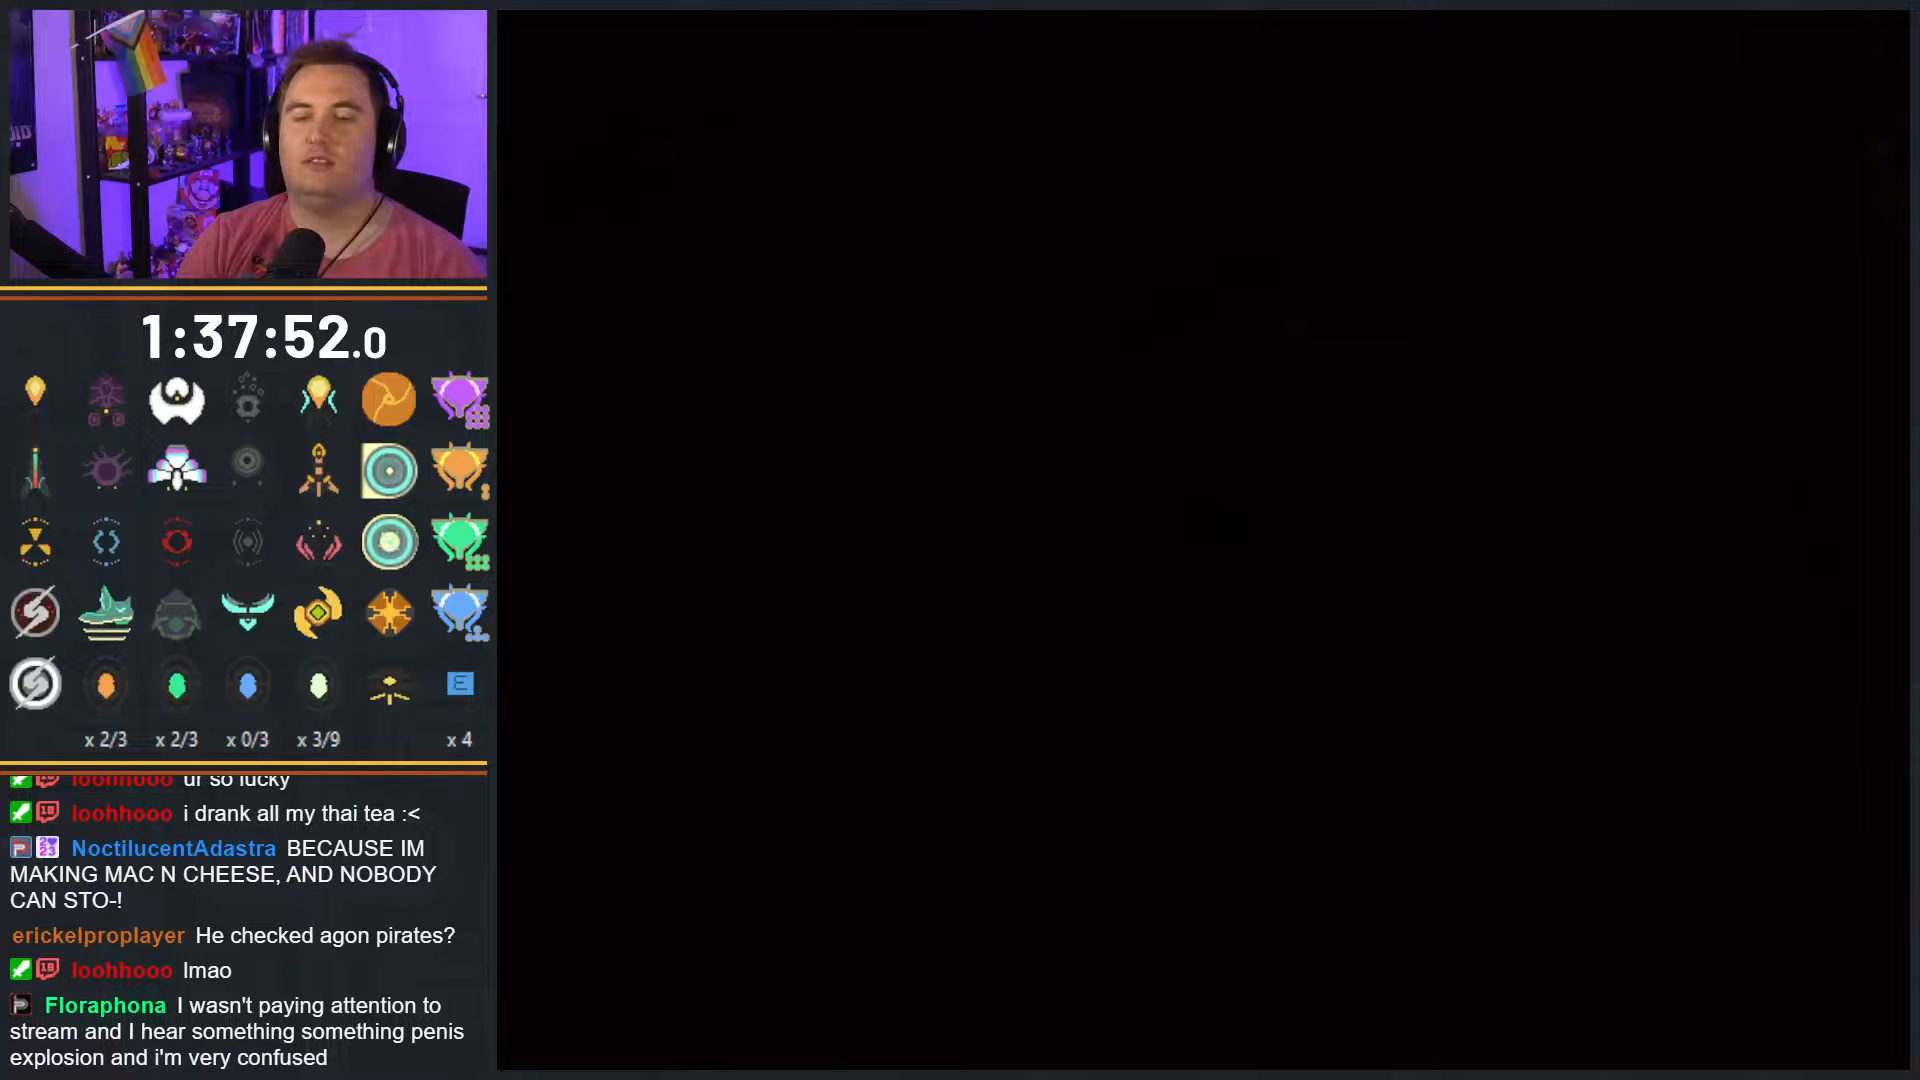 1:37:52.0
x 2/3 x 2/3 x 0/3 x 3/9 x 4
loohhooo ur so lucky
loohhooo i drank all my thai tea :<
NoctilucentAdastra BECAUSE IM
MAKING MAC N CHEESE, AND NOBODY
CAN STO-!
erickelproplayer He checked agon pirates?
loohhooo lmao
Floraphona I wasn't paying attention to
stream and I hear something something penis
explosion and i'm very confused